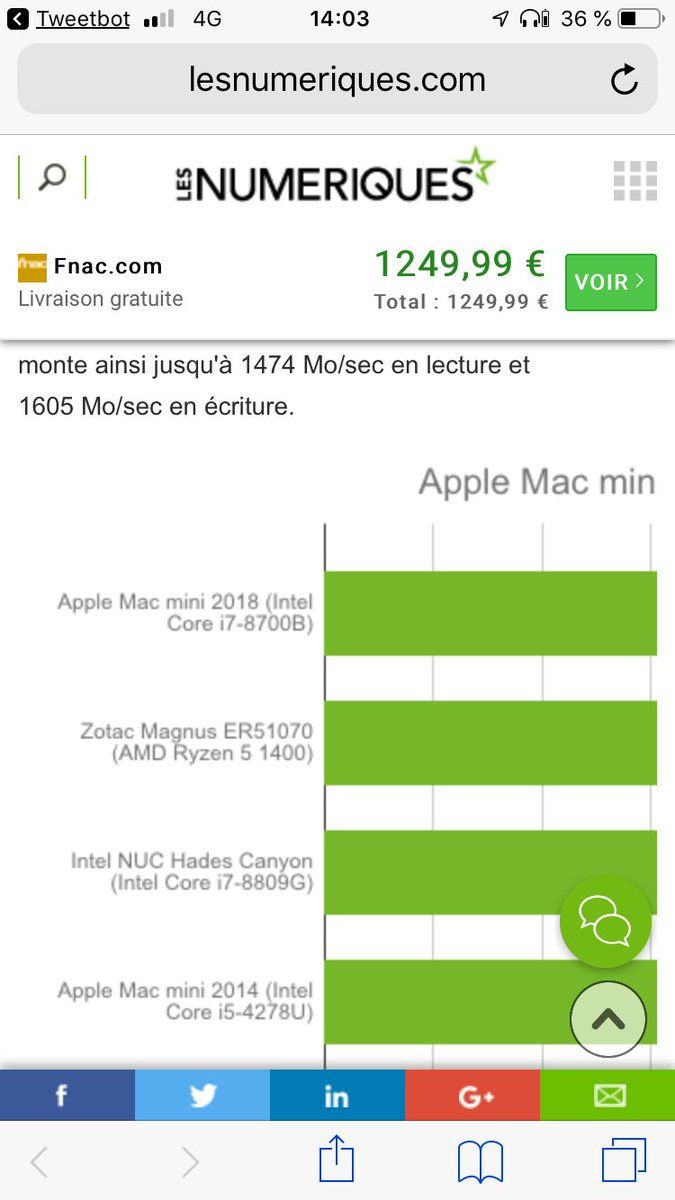 Tweetbot 4G 14:03 36 %
lesnumeriques.com
LES NUMERIQUES
fnac Fnac.com 1249,99 € VOIR
Livraison gratuite Total : 1249,99 €
monte ainsi jusqu'à 1474 Mo/sec en lecture et
1605 Mo/sec en écriture.
Apple Mac min
Apple Mac mini 2018 (Intel
Core i7-8700B)
Zotac Magnus ER51070
(AMD Ryzen 5 1400)
Intel NUC Hades Canyon
(Intel Core i7-8809G)
Apple Mac mini 2014 (Intel
Core i5-4278U)
f in G+